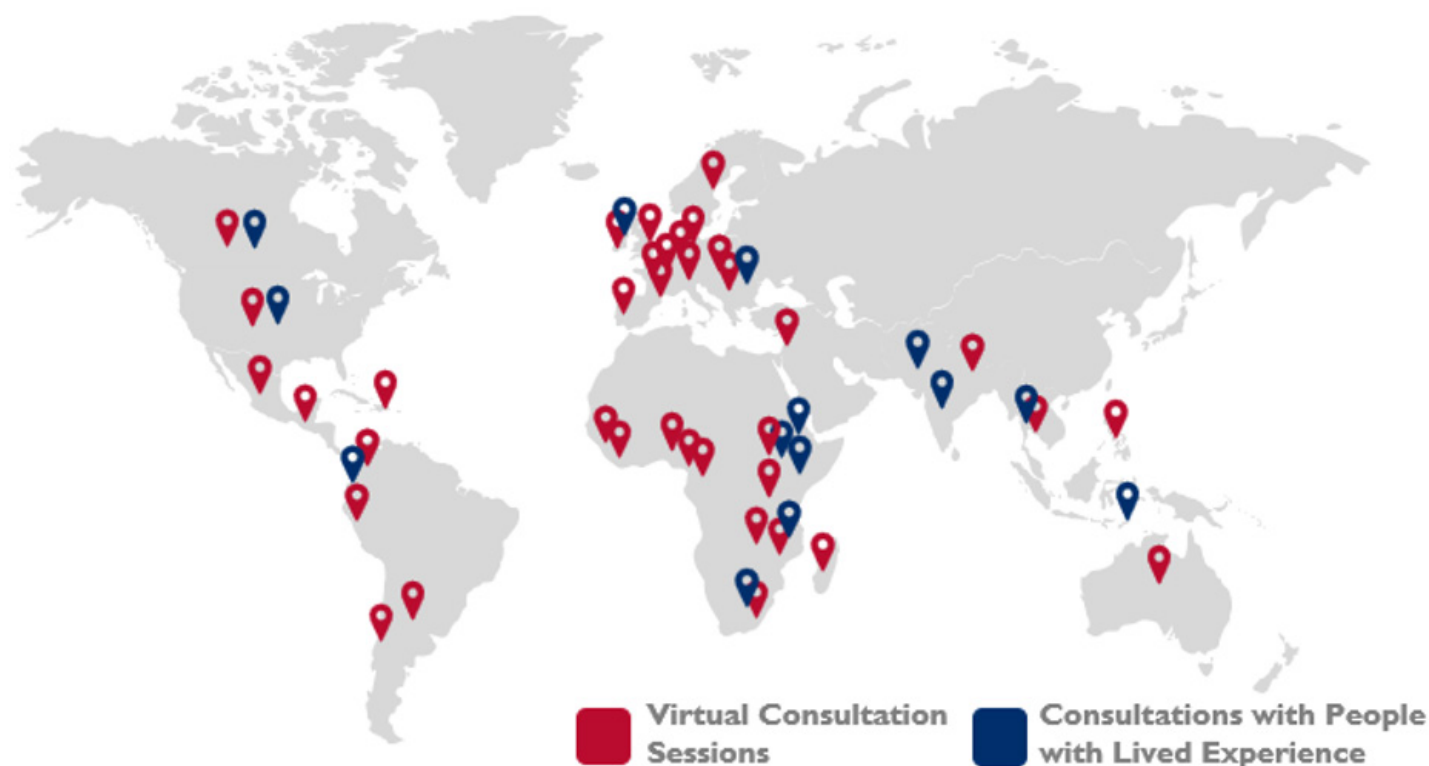 Virtual Consultation
Sessions
Consultations with People
with Lived Experience